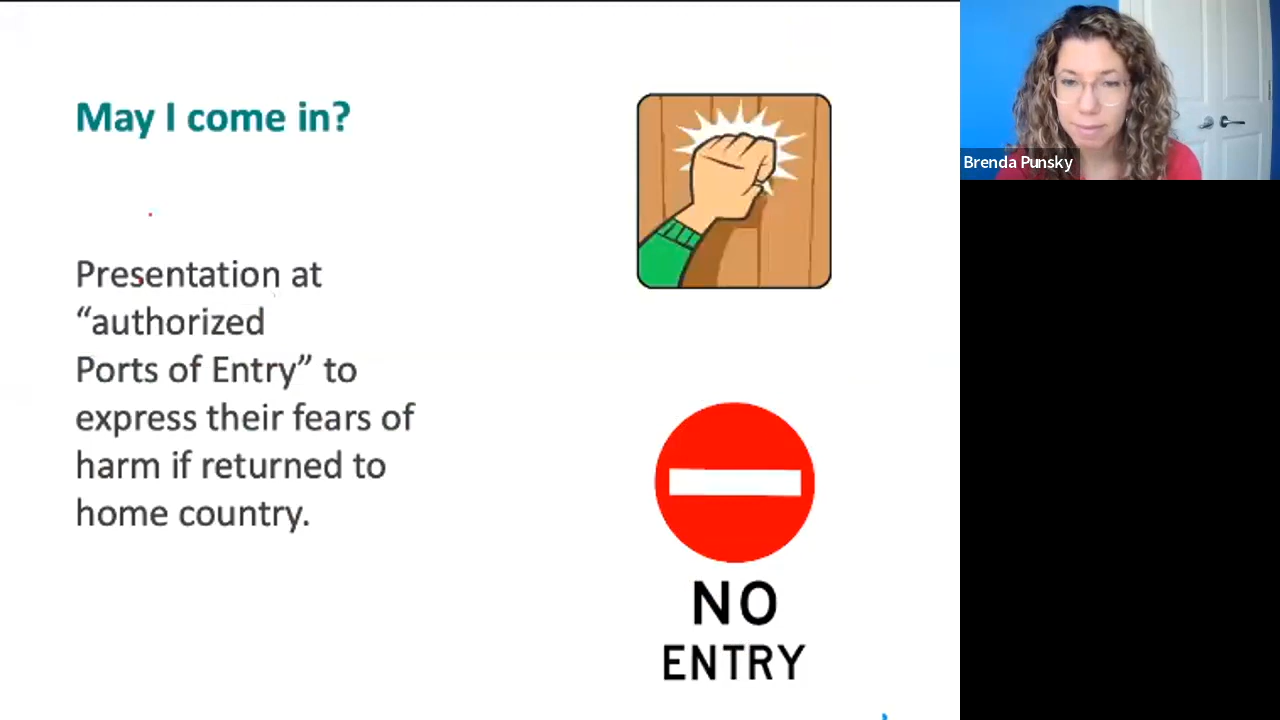 May I come in?
Presentation at
“authorized
Ports of Entry” to
express their fears of
harm if returned to
home country.
NO
ENTRY
Brenda Punsky